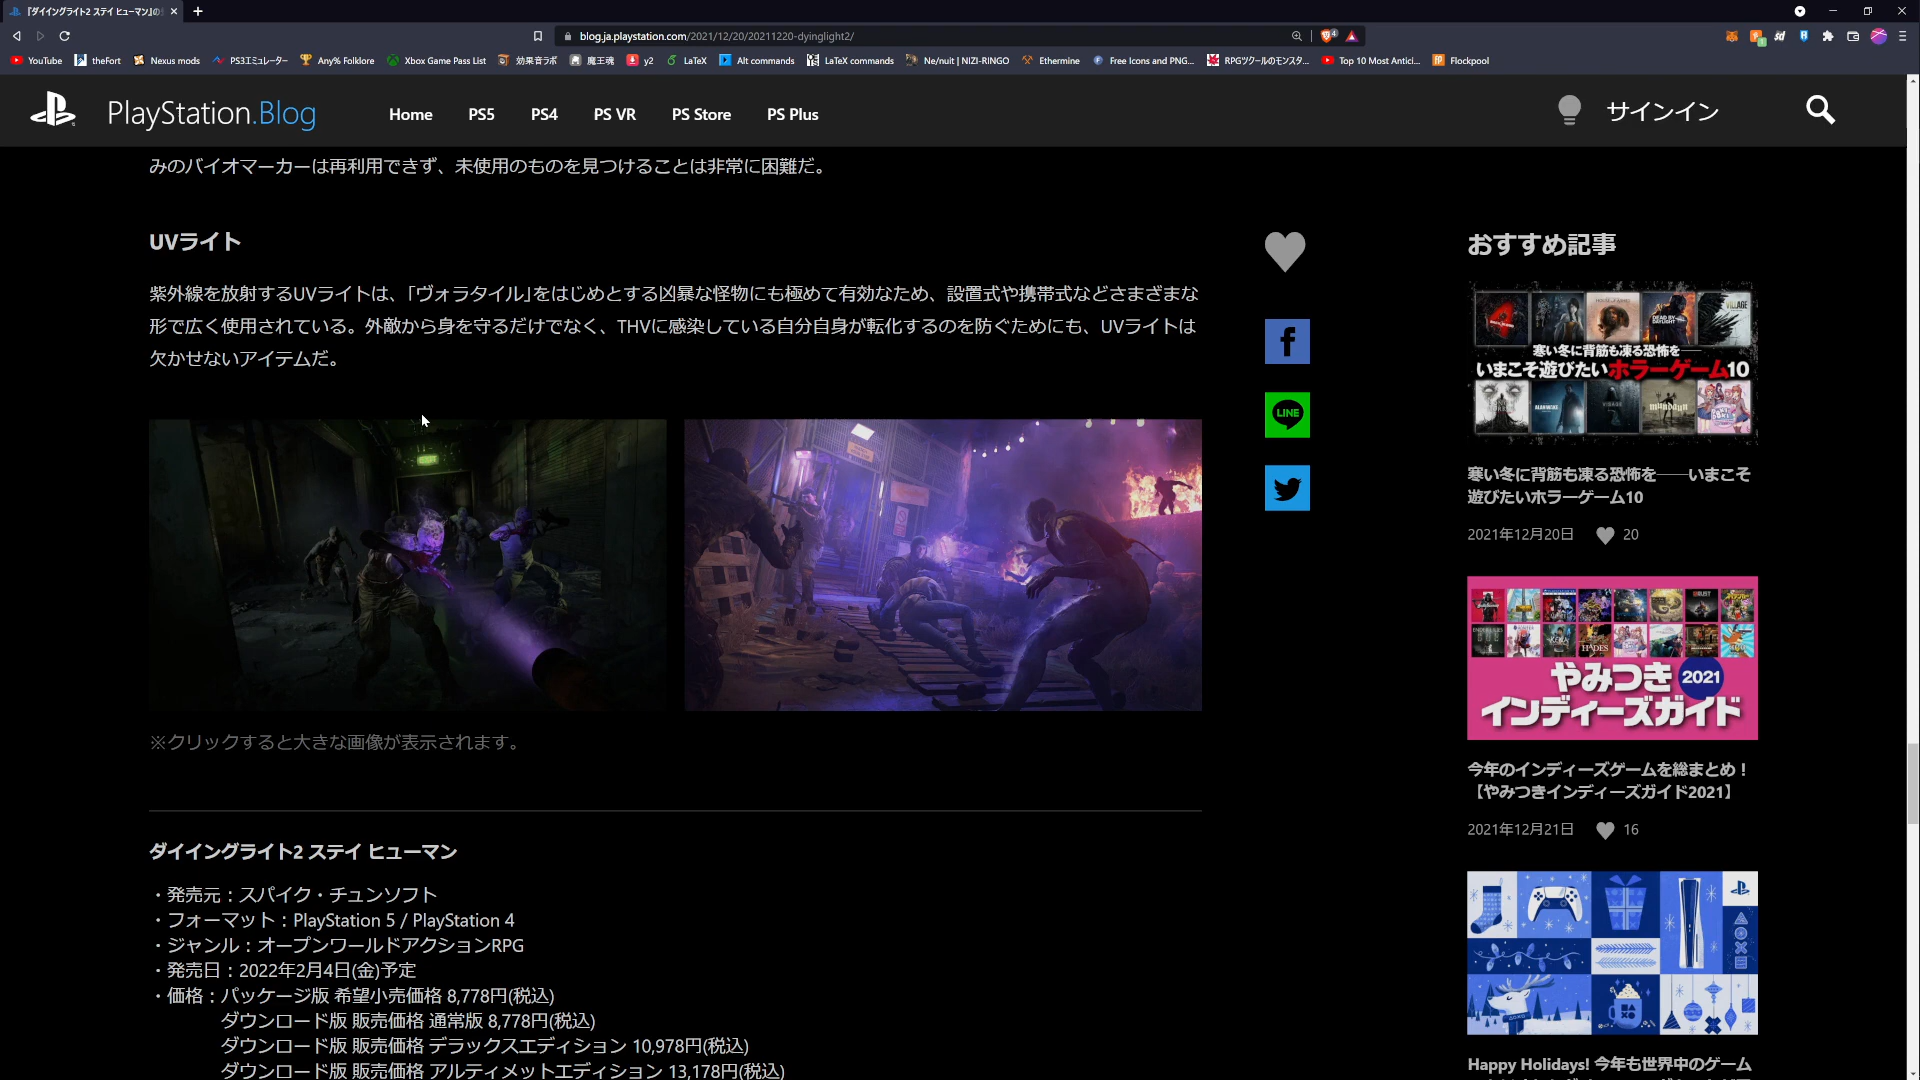 『ダイイングライト2 ステイ ヒューマン』の
blog.ja.playstation.com/2021/12/20/20211220-dyinglight2/
YouTube theFort Nexus mods PS3エミュレーター Any% Folklore Xbox Game Pass List 効果音ラボ 魔王魂 y2 LaTeX Alt commands LaTeX commands Ne/nuit | NIZI-RINGO Ethermine Free Icons and PNG... RPGツクールのモンスタ... Top 10 Most Antici... Flockpool
PlayStation.Blog Home PS5 PS4 PS VR PS Store PS Plus サインイン
みのバイオマーカーは再利用できず、未使用のものを見つけることは非常に困難だ。
UVライト
紫外線を放射するUVライトは、「ヴォラタイル」をはじめとする凶暴な怪物にも極めて有効なため、設置式や携帯式などさまざまな
形で広く使用されている。外敵から身を守るだけでなく、THVに感染している自分自身が転化するのを防ぐためにも、UVライトは
欠かせないアイテムだ。
EXIT
※クリックすると大きな画像が表示されます。
ダイイングライト2 ステイ ヒューマン
・発売元：スパイク・チュンソフト
・フォーマット：PlayStation 5 / PlayStation 4
・ジャンル：オープンワールドアクションRPG
・発売日：2022年2月4日(金)予定
・価格：パッケージ版 希望小売価格 8,778円(税込)
ダウンロード版 販売価格 通常版 8,778円(税込)
ダウンロード版 販売価格 デラックスエディション 10,978円(税込)
ダウンロード版 販売価格 アルティメットエディション 13,178円(税込)
LINE
おすすめ記事
VILLAGE
DEAD BY DAYLIGHT
寒い冬に背筋も凍る恐怖を──
いまこそ遊びたいホラーゲーム10
寒い冬に背筋も凍る恐怖を──いまこそ
遊びたいホラーゲーム10
2021年12月20日 20
HADES
やみつき 2021
インディーズガイド
今年のインディーズゲームを総まとめ！
【やみつきインディーズガイド2021】
2021年12月21日 16
Happy Holidays! 今年も世界中のゲーム